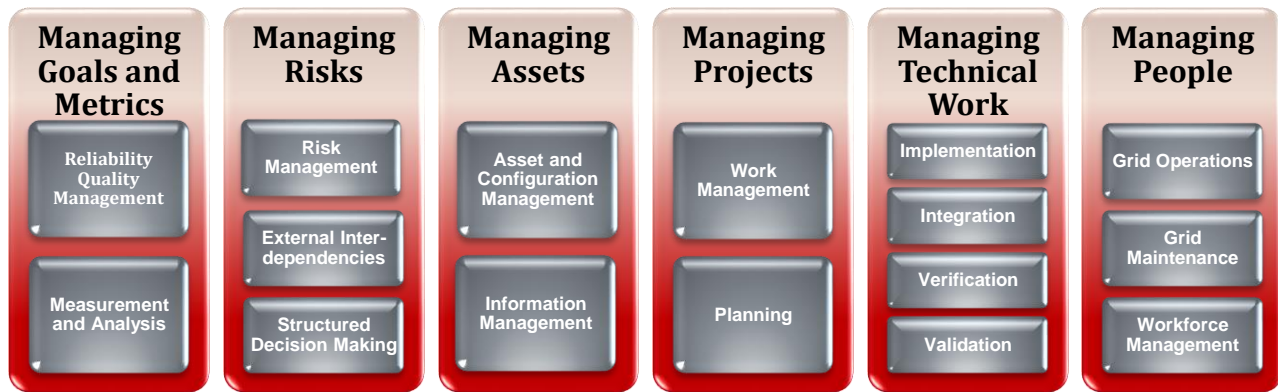 Managing
Goals and
Metrics
Reliability
Quality
Management
Measurement
and Analysis
Managing
Risks
Risk
Management
External Inter-
dependencies
Structured
Decision Making
Managing
Assets
Asset and
Configuration
Management
Information
Management
Managing
Projects
Work
Management
Planning
Managing
Technical
Work
Implementation
Integration
Verification
Validation
Managing
People
Grid Operations
Grid
Maintenance
Workforce
Management